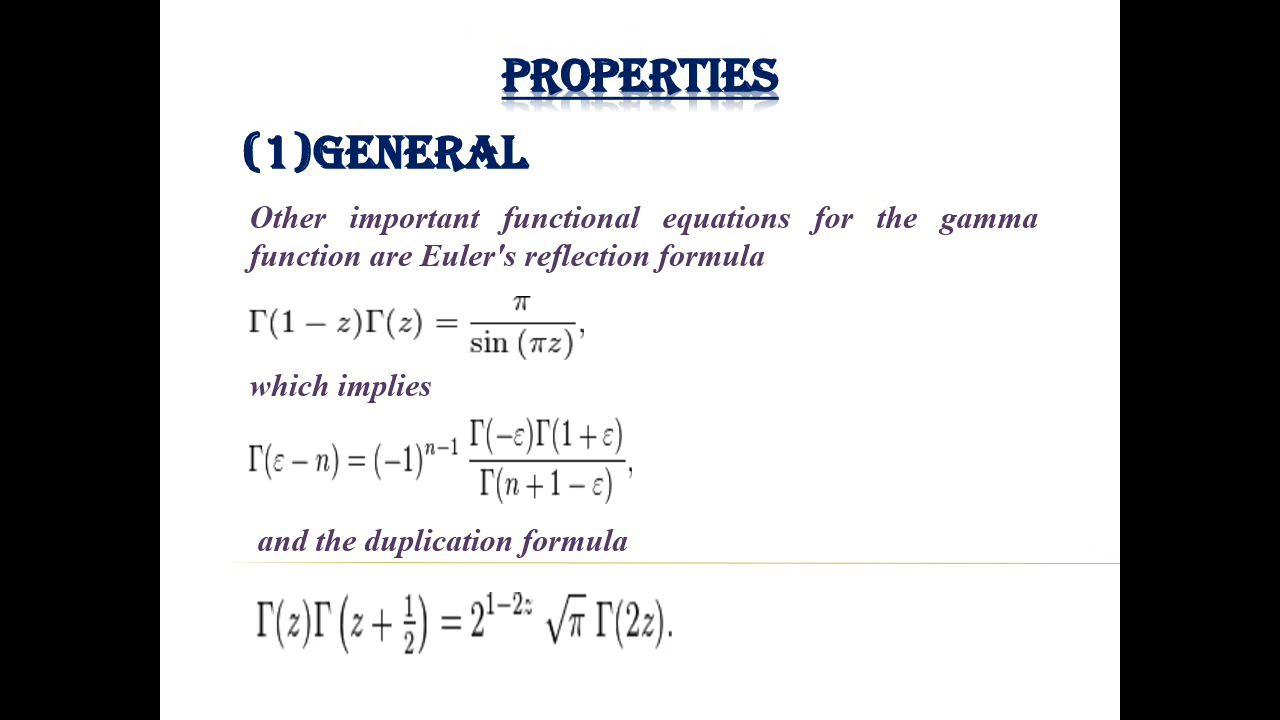 PROPERTIES
(1)GENERAL
Other important functional equations for the gamma
function are Euler's reflection formula
Γ(1 − z)Γ(z) = π / sin (πz),
which implies
Γ(ε − n) = (−1)^{n−1} Γ(−ε)Γ(1 + ε) / Γ(n + 1 − ε),
and the duplication formula
Γ(z)Γ(z + 1/2) = 2^{1−2z} √π Γ(2z).